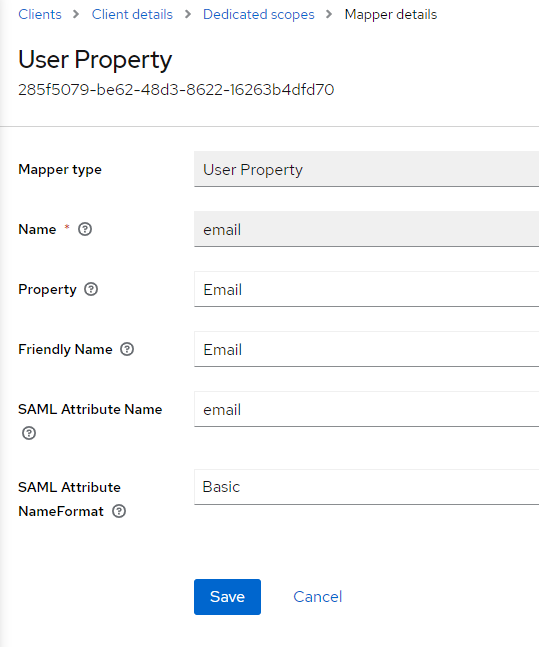 Clients > Client details > Dedicated scopes > Mapper details
User Property
285f5079-be62-48d3-8622-16263b4dfd70
Mapper type User Property
Name * email
Property Email
Friendly Name Email
SAML Attribute Name email
SAML Attribute NameFormat Basic
Save Cancel